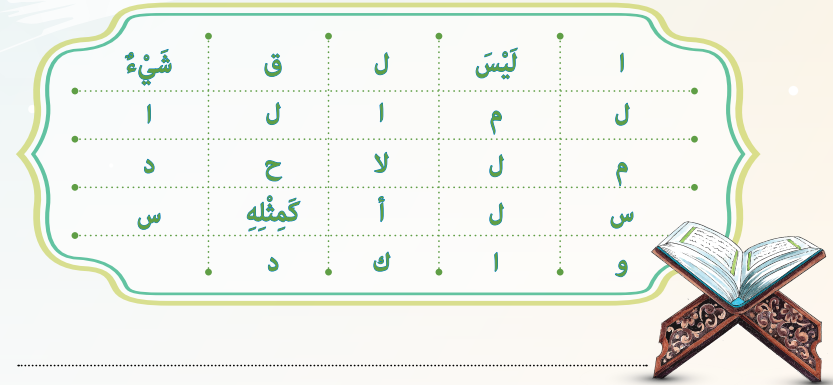 ا لَيْسَ ل ق شَيْءٌ
ل م ا ل ا
م ل لا ح د
س ل أ كَمِثْلِهِ س
و ا ك د